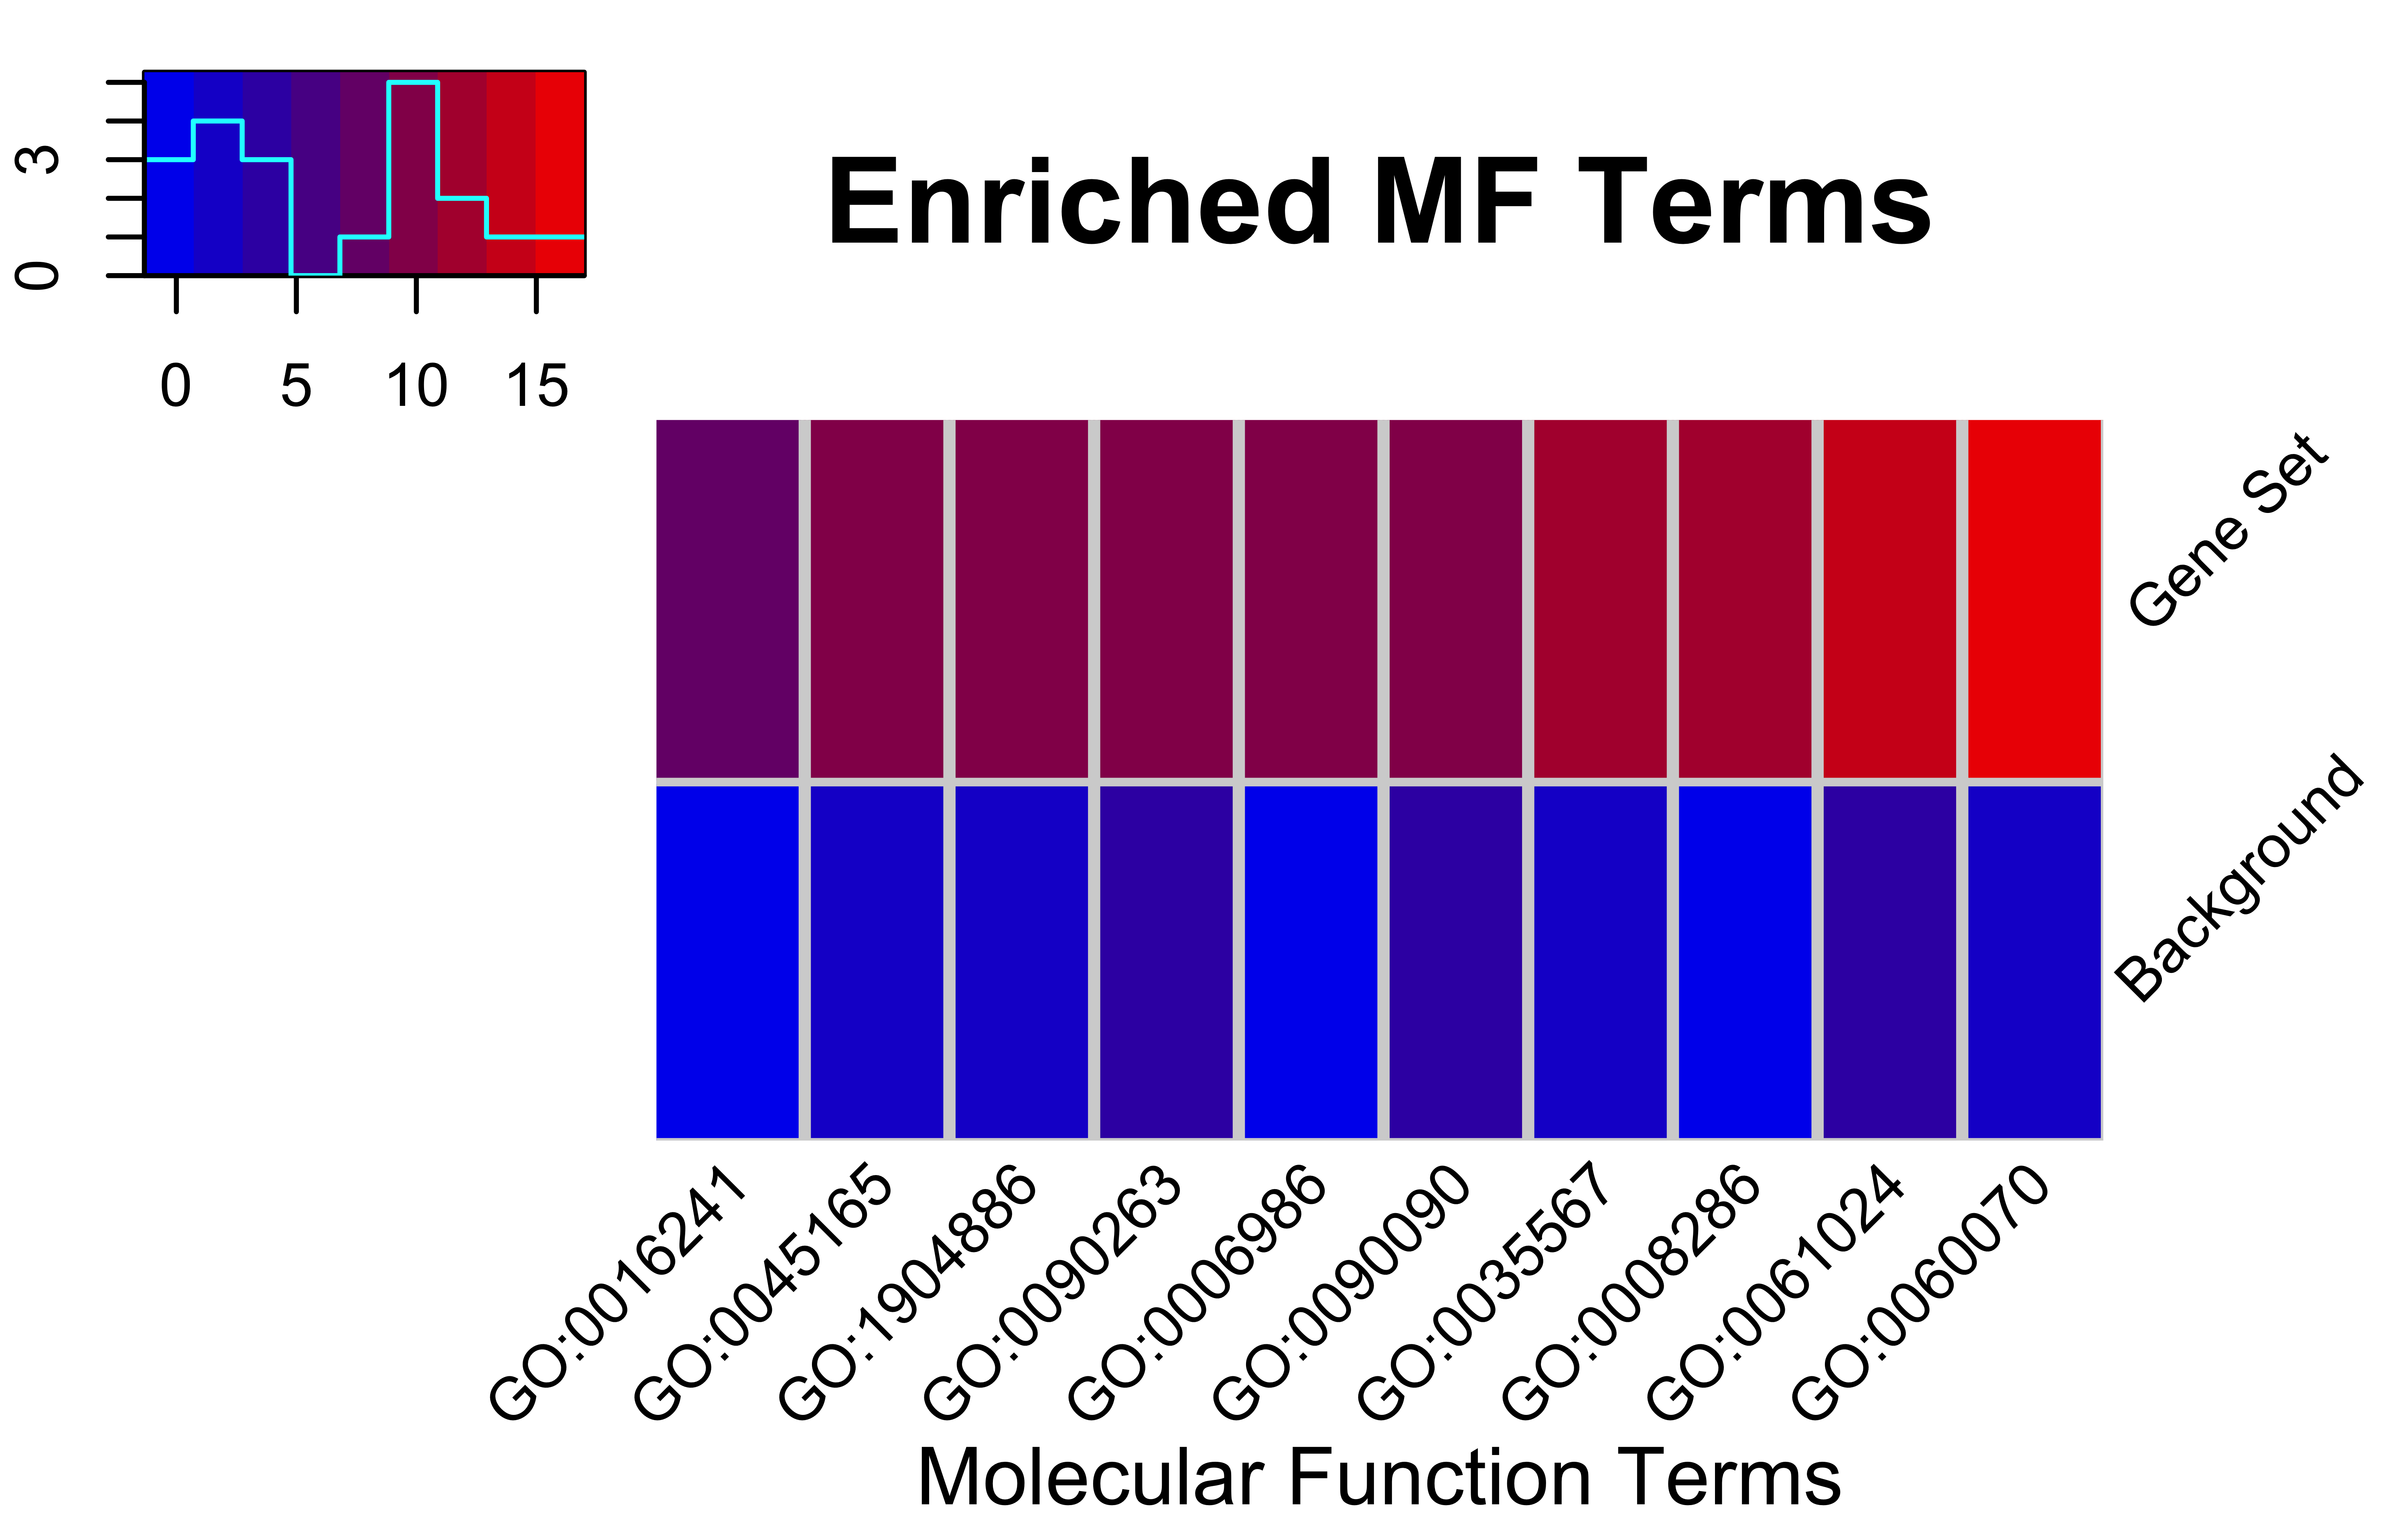 3
0
0 5 10 15
Enriched MF Terms
Gene Set
Background
GO:0016241
GO:0045165
GO:1904886
GO:0090263
GO:0006986
GO:0090090
GO:0035567
GO:0008286
GO:0061024
GO:0060070
Molecular Function Terms